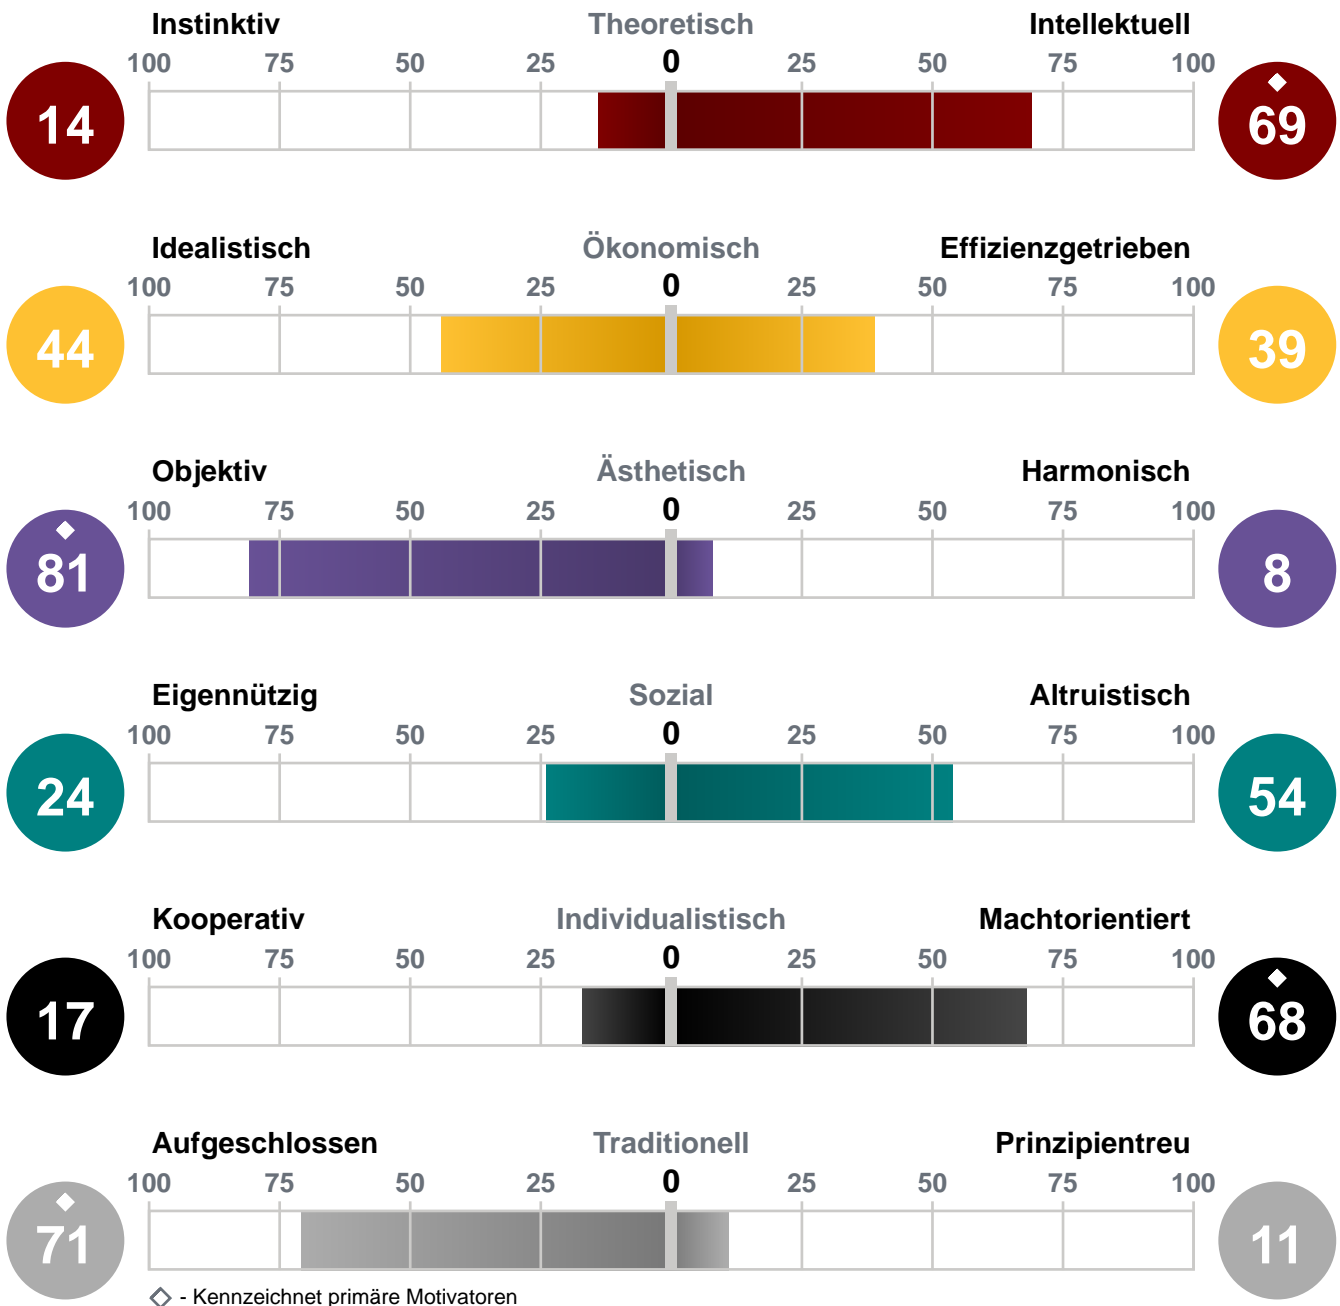 Instinktiv Theoretisch Intellektuell
100 75 50 25 0 25 50 75 100
14 69
Idealistisch Ökonomisch Effizienzgetrieben
100 75 50 25 0 25 50 75 100
44 39
Objektiv Ästhetisch Harmonisch
100 75 50 25 0 25 50 75 100
81 8
Eigennützig Sozial Altruistisch
100 75 50 25 0 25 50 75 100
24 54
Kooperativ Individualistisch Machtorientiert
100 75 50 25 0 25 50 75 100
17 68
Aufgeschlossen Traditionell Prinzipientreu
100 75 50 25 0 25 50 75 100
71 11
- Kennzeichnet primäre Motivatoren